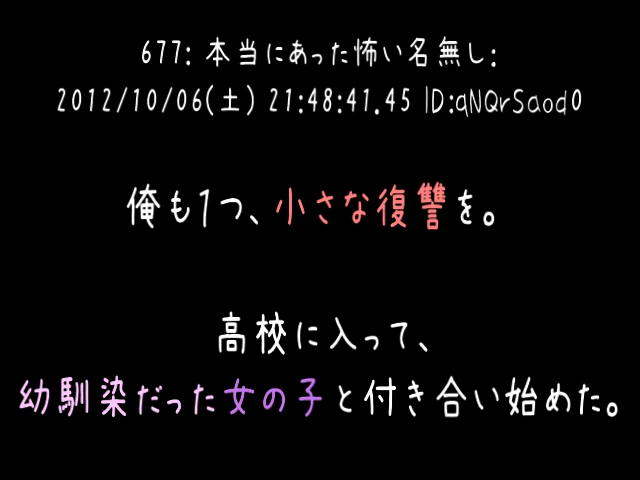 677: 本当にあった怖い名無し:
2012/10/06(土) 21:48:41.45 ID:qNQrSaod0
俺も1つ、小さな復讐を。
高校に入って、
幼馴染だった女の子と付き合い始めた。